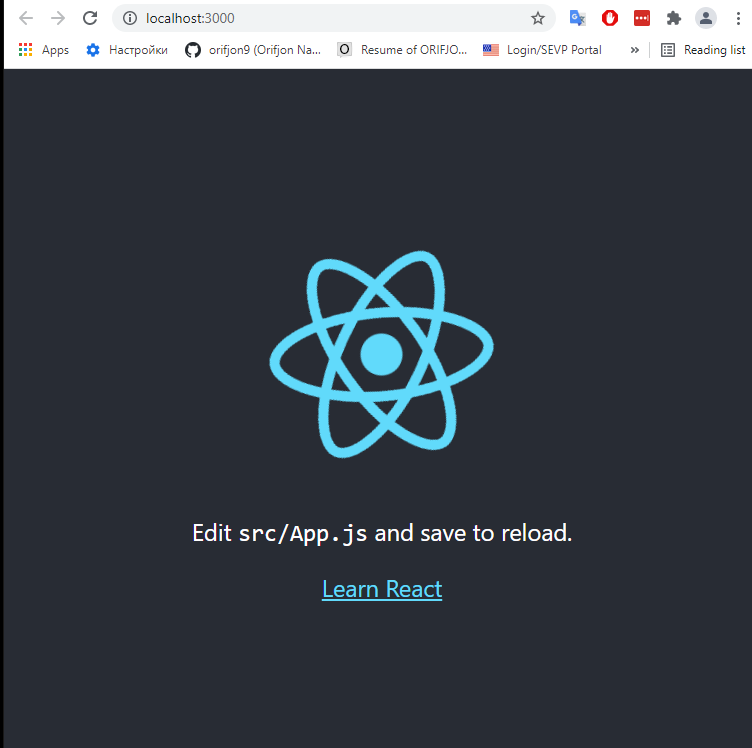 localhost:3000
Apps Настройки orifjon9 (Orifjon Na... O Resume of ORIFJO... Login/SEVP Portal » Reading list
Edit src/App.js and save to reload.
Learn React